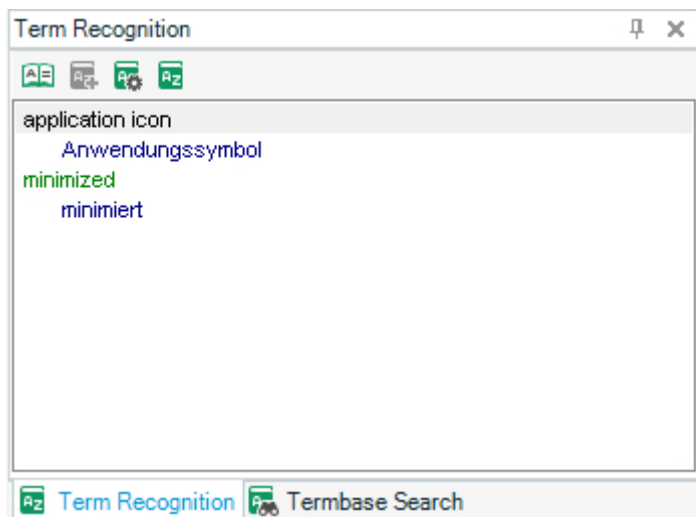 Term Recognition
application icon
Anwendungssymbol
minimized
minimiert
Term Recognition Termbase Search